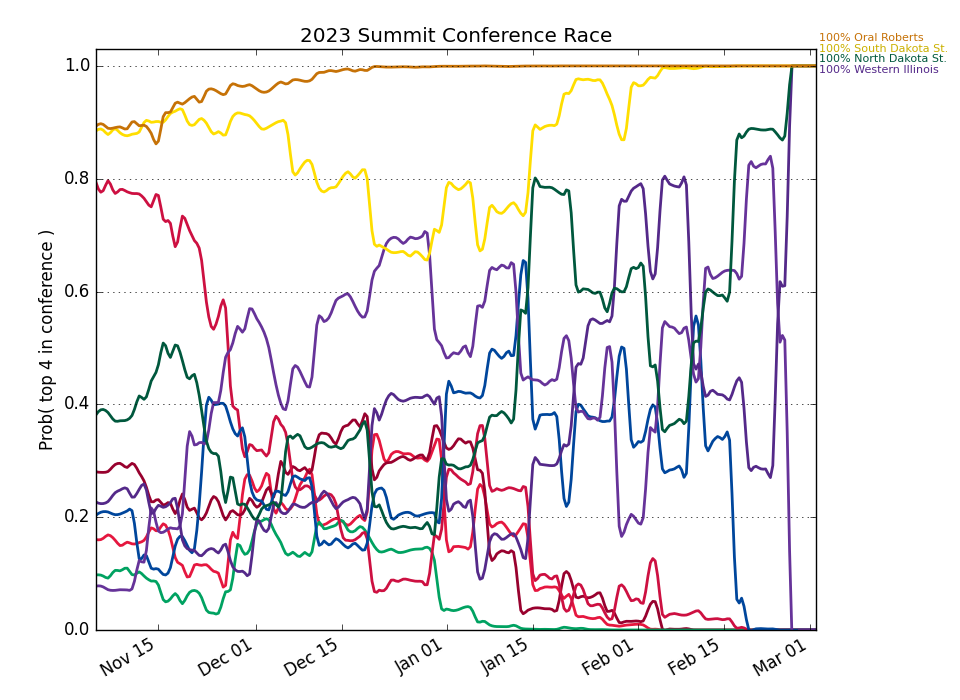 2023 Summit Conference Race
100% Oral Roberts
100% South Dakota St.
100% North Dakota St.
100% Western Illinois
Prob( top 4 in conference )
1.0
0.8
0.6
0.4
0.2
0.0
Nov 15
Dec 01
Dec 15
Jan 01
Jan 15
Feb 01
Feb 15
Mar 01